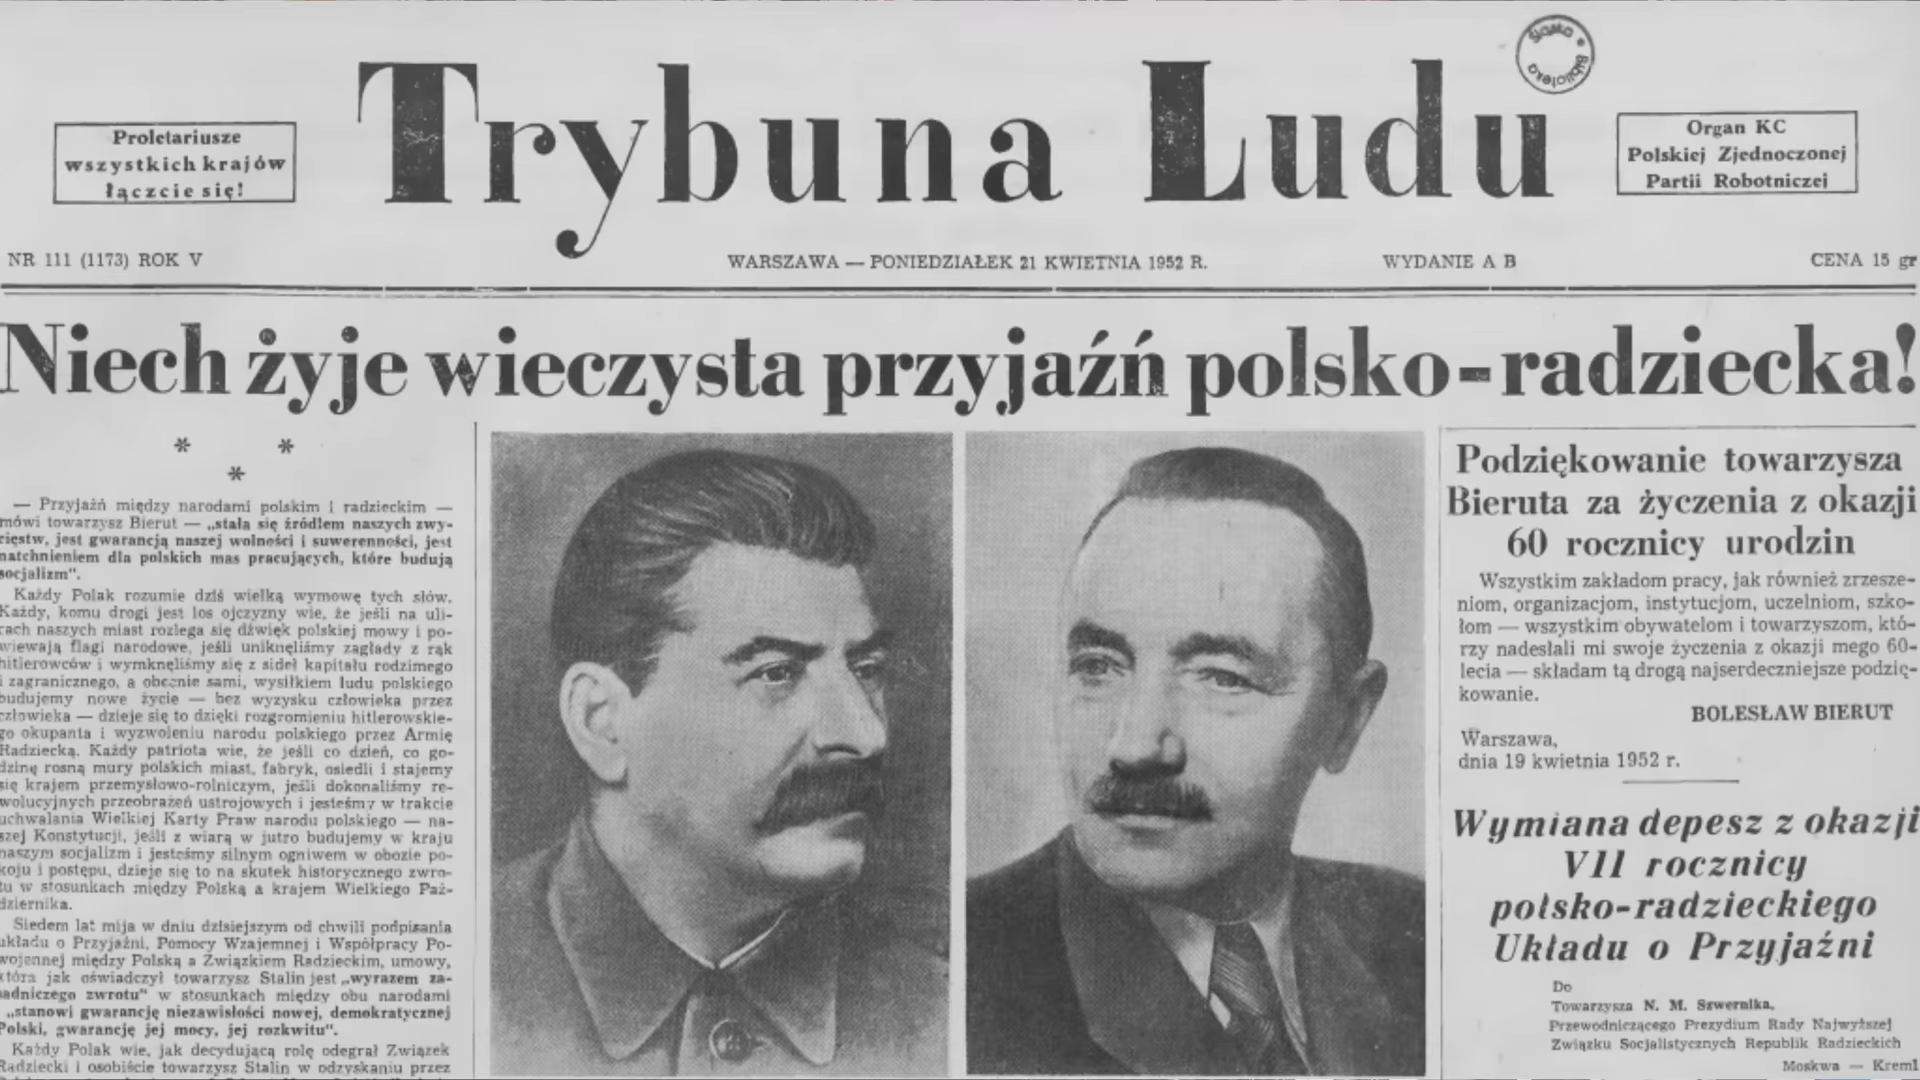 Proletariusze
wszystkich krajów
łączcie się!
Trybuna Ludu
Śląska Biblioteka
Organ KC
Polskiej Zjednoczonej
Partii Robotniczej
NR 111 (1173) ROK V
WARSZAWA — PONIEDZIAŁEK 21 KWIETNIA 1952 R.
WYDANIE A B
CENA 15 gr
Niech żyje wieczysta przyjaźń polsko-radziecka!
* *
*
— Przyjaźń między narodami polskim i radzieckim —
mówi towarzysz Bierut — „stała się źródłem naszych zwy-
cięstw, jest gwarancją naszej wolności i suwerenności, jest
natchnieniem dla polskich mas pracujących, które budują
socjalizm".
Każdy Polak rozumie dziś wielką wymowę tych słów.
Każdy, komu drogi jest los ojczyzny wie, że jeśli na uli-
cach naszych miast rozlega się dźwięk polskiej mowy i po-
wiewają flagi narodowe, jeśli uniknęliśmy zagłady z rąk
hitlerowców i wymknęliśmy się z sideł kapitału rodzimego
i zagranicznego, a obecnie sami, wysiłkiem ludu polskiego
budujemy nowe życie — bez wyzysku człowieka przez
człowieka — dzieje się to dzięki rozgromieniu hitlerowskie-
go okupanta i wyzwoleniu narodu polskiego przez Armię
Radziecką. Każdy patriota wie, że jeśli co dzień, co go-
dzinę rosną mury polskich miast, fabryk, osiedli i stajemy
się krajem przemysłowo-rolniczym, jeśli dokonaliśmy re-
wolucyjnych przeobrażeń ustrojowych i jesteśmy w trakcie
uchwalania Wielkiej Karty Praw narodu polskiego — na-
szej Konstytucji, jeśli z wiarą w jutro budujemy w kraju
naszym socjalizm i jesteśmy silnym ogniwem w obozie po-
koju i postępu, dzieje się to na skutek historycznego zwro-
tu w stosunkach między Polską a krajem Wielkiego Paź-
dziernika.
Siedem lat mija w dniu dzisiejszym od chwili podpisania
układu o Przyjaźni, Pomocy Wzajemnej i Współpracy Po-
wojennej między Polską a Związkiem Radzieckim, umowy,
która jak oświadczył towarzysz Stalin jest „wyrazem za-
sadniczego zwrotu" w stosunkach między obu narodami
„stanowi gwarancję niezawisłości nowej, demokratycznej
Polski, gwarancję jej mocy, jej rozkwitu".
Każdy Polak wie, jak decydującą rolę odegrał Związek
Radziecki i osobiście towarzysz Stalin w odzyskaniu przez
Podziękowanie towarzysza
Bieruta za życzenia z okazji
60 rocznicy urodzin
Wszystkim zakładom pracy, jak również zrzesze-
niom, organizacjom, instytucjom, uczelniom, szko-
łom — wszystkim obywatelom i towarzyszom, któ-
rzy nadesłali mi swoje życzenia z okazji mego 60-
lecia — składam tą drogą najserdeczniejsze podzię-
kowanie.
BOLESŁAW BIERUT
Warszawa,
dnia 19 kwietnia 1952 r.
Wymiana depesz z okazji
VII rocznicy
polsko-radzieckiego
Układu o Przyjaźni
Do
Towarzysza N. M. Szwernika,
Przewodniczącego Prezydium Rady Najwyższej
Związku Socjalistycznych Republik Radzieckich
Moskwa — Kreml